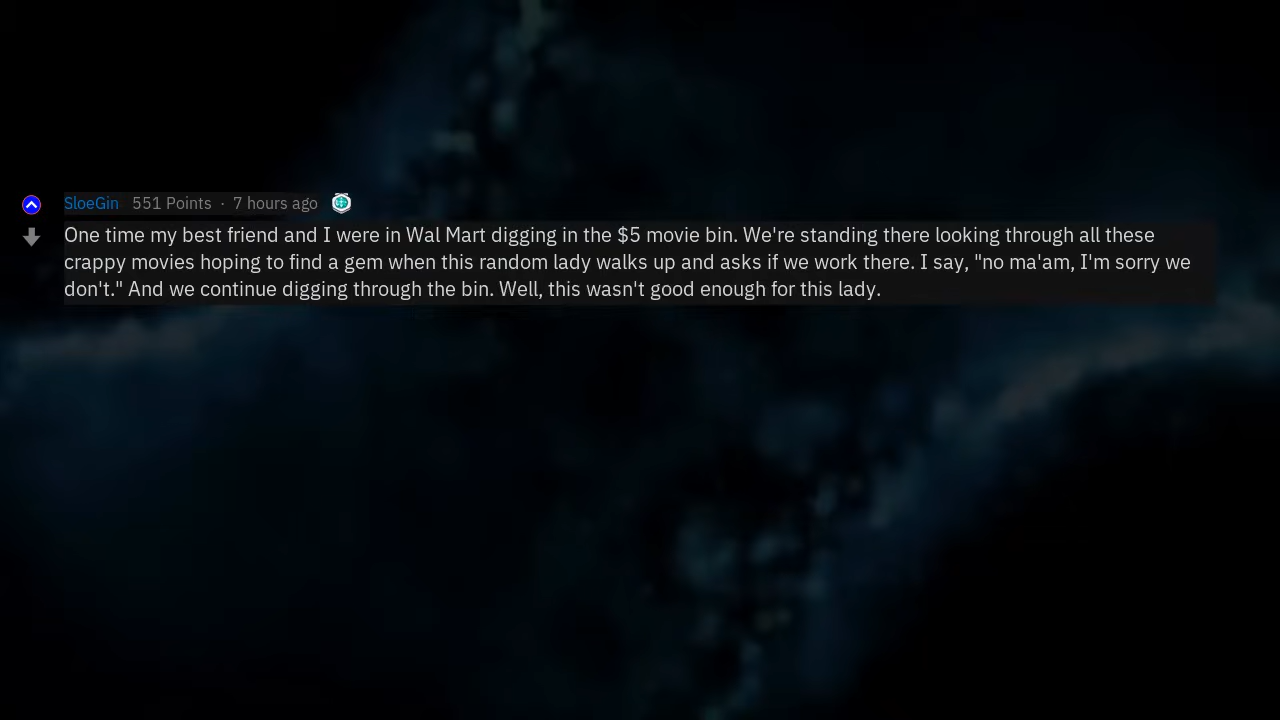 SloeGin 551 Points · 7 hours ago
One time my best friend and I were in Wal Mart digging in the $5 movie bin. We're standing there looking through all these
crappy movies hoping to find a gem when this random lady walks up and asks if we work there. I say, "no ma'am, I'm sorry we
don't." And we continue digging through the bin. Well, this wasn't good enough for this lady.